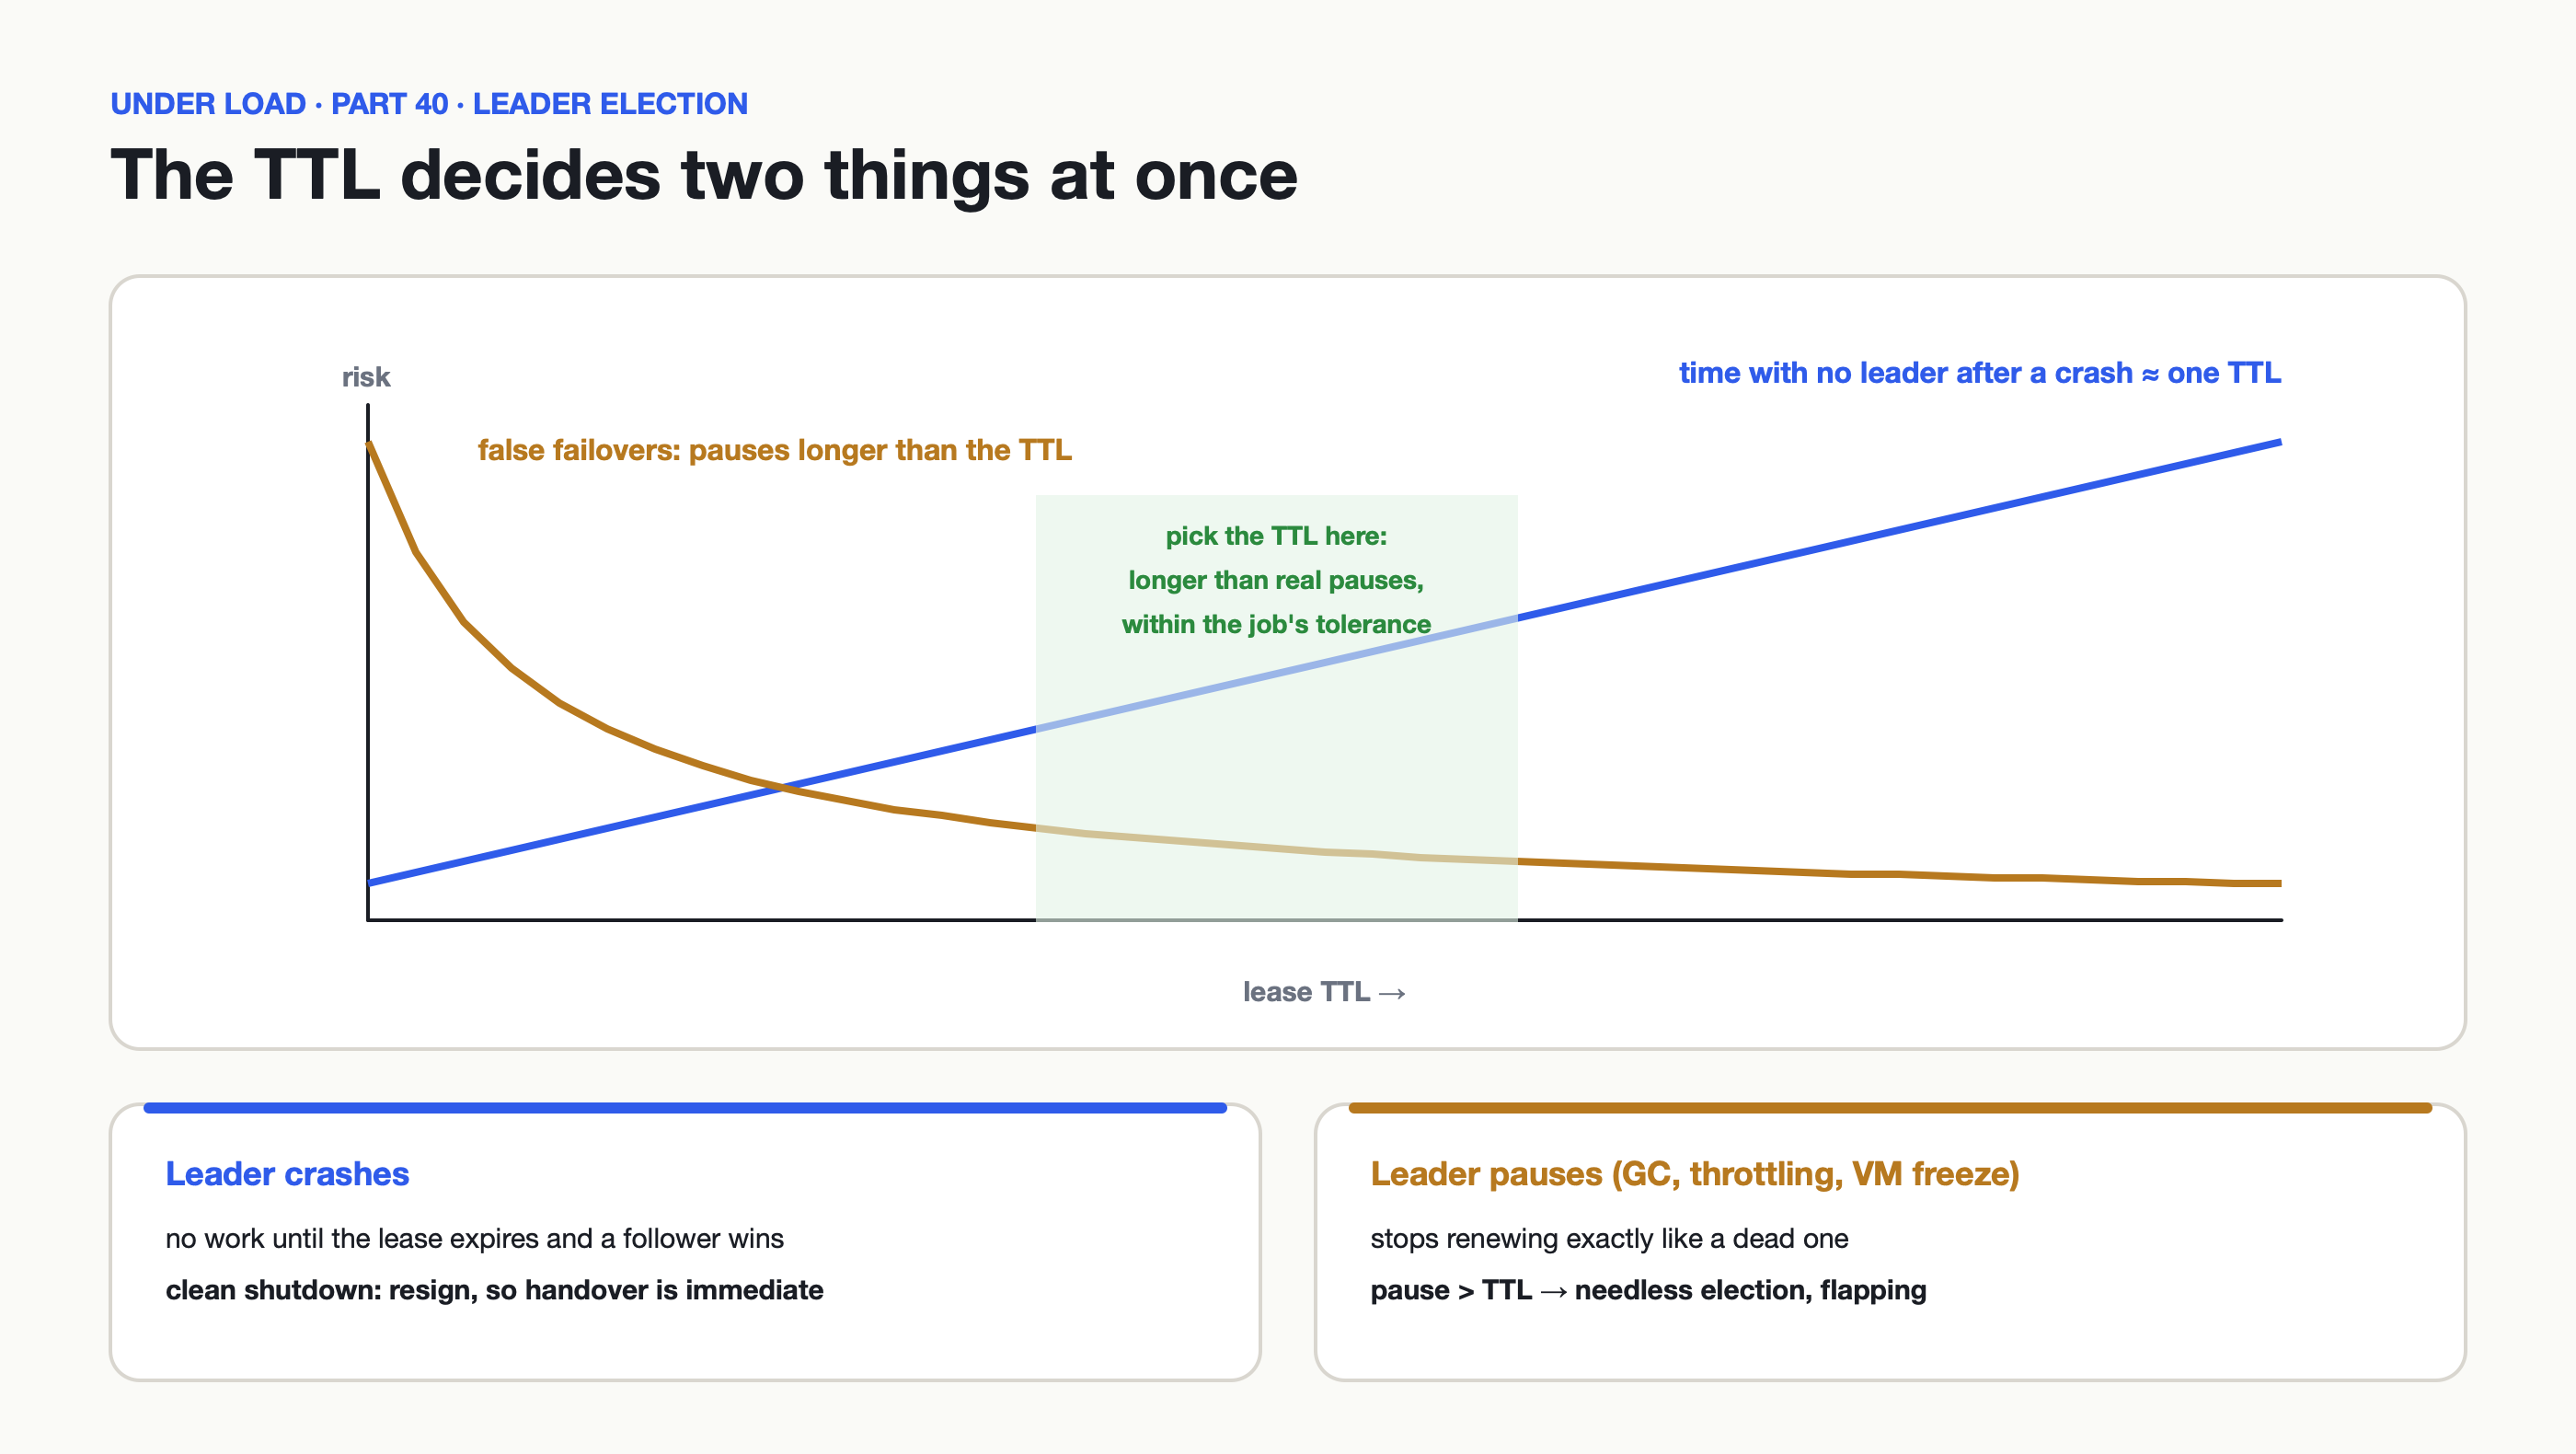 UNDER LOAD · PART 40 · LEADER ELECTION
The TTL decides two things at once
risk
time with no leader after a crash ≈ one TTL
false failovers: pauses longer than the TTL
pick the TTL here:
longer than real pauses,
within the job's tolerance
lease TTL →
Leader crashes
no work until the lease expires and a follower wins
clean shutdown: resign, so handover is immediate
Leader pauses (GC, throttling, VM freeze)
stops renewing exactly like a dead one
pause > TTL → needless election, flapping